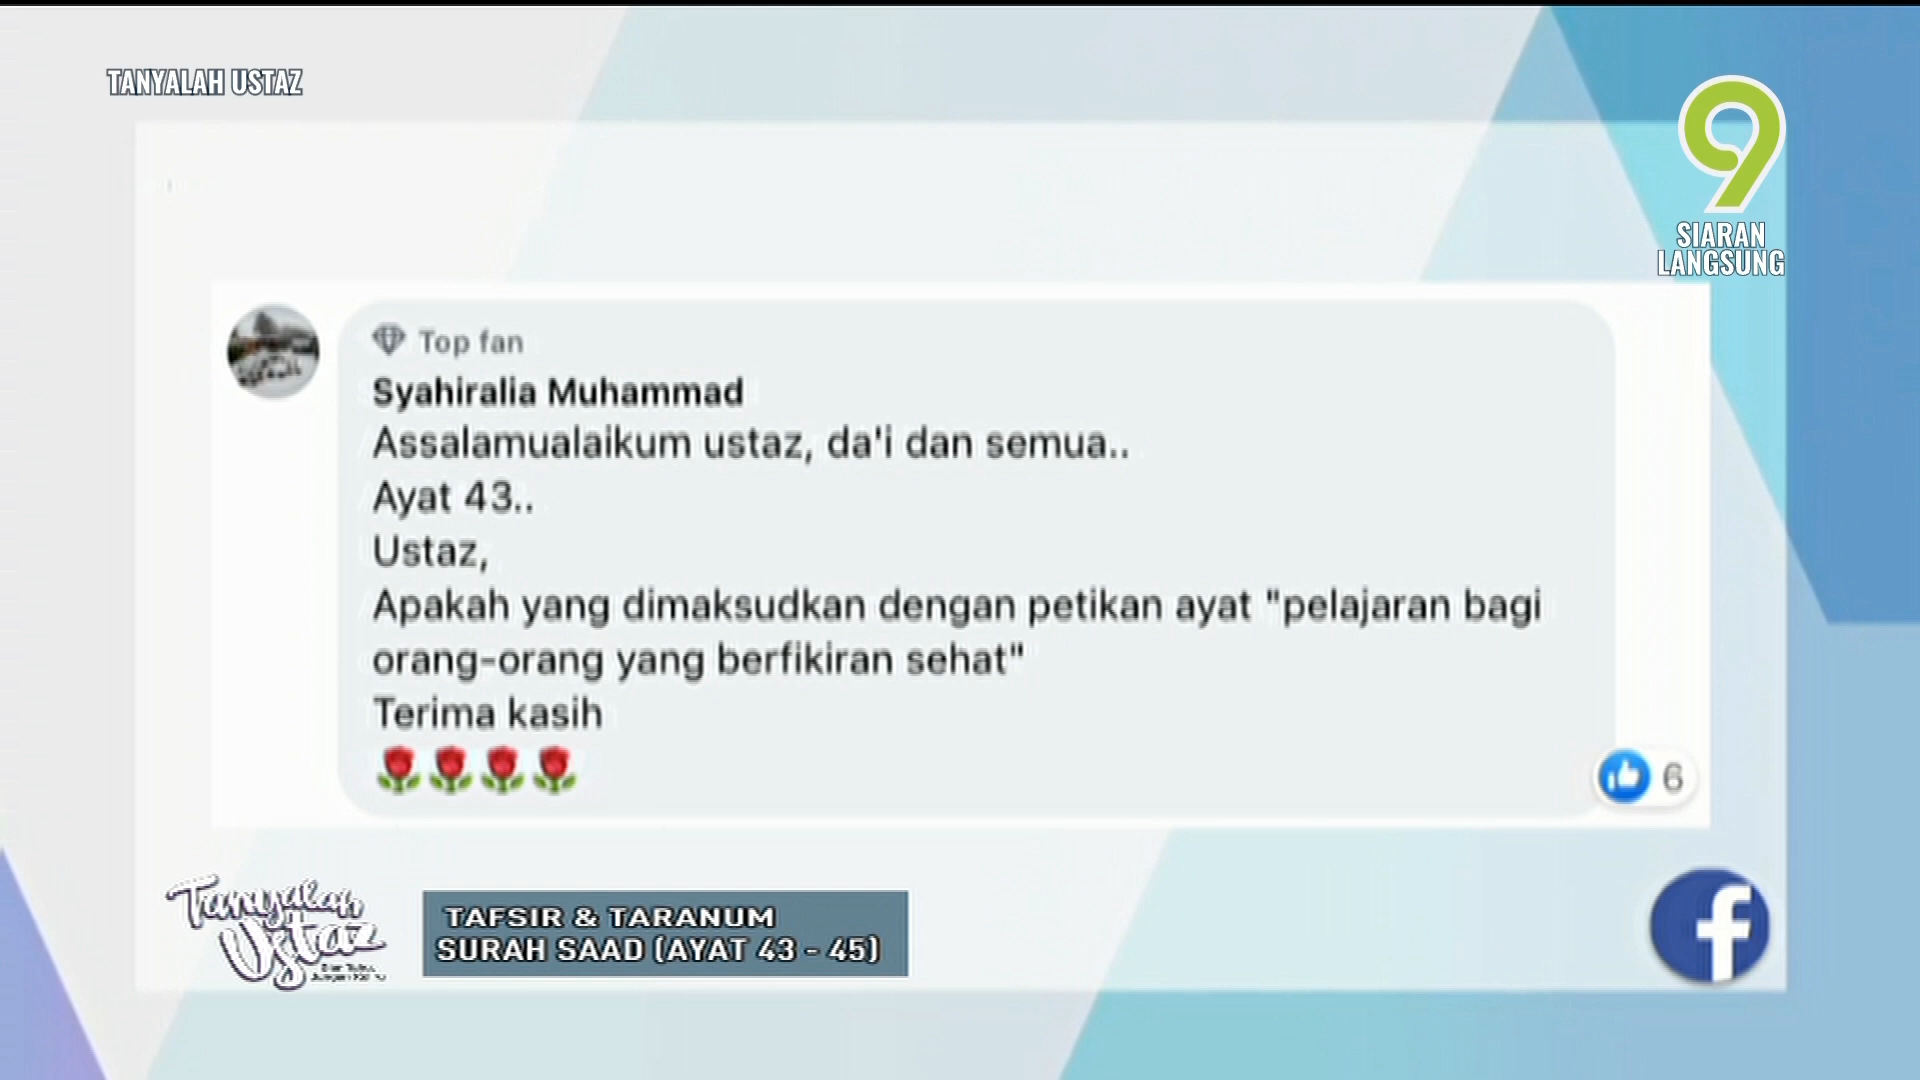 TANYALAH USTAZ
9
SIARAN
LANGSUNG
Top fan
Syahiralia Muhammad
Assalamualaikum ustaz, da'i dan semua..
Ayat 43..
Ustaz,
Apakah yang dimaksudkan dengan petikan ayat "pelajaran bagi
orang-orang yang berfikiran sehat"
Terima kasih
🌹🌹🌹🌹
6
Tanyalah
Ustaz
TAFSIR & TARANUM
SURAH SAAD (AYAT 43 - 45)
f